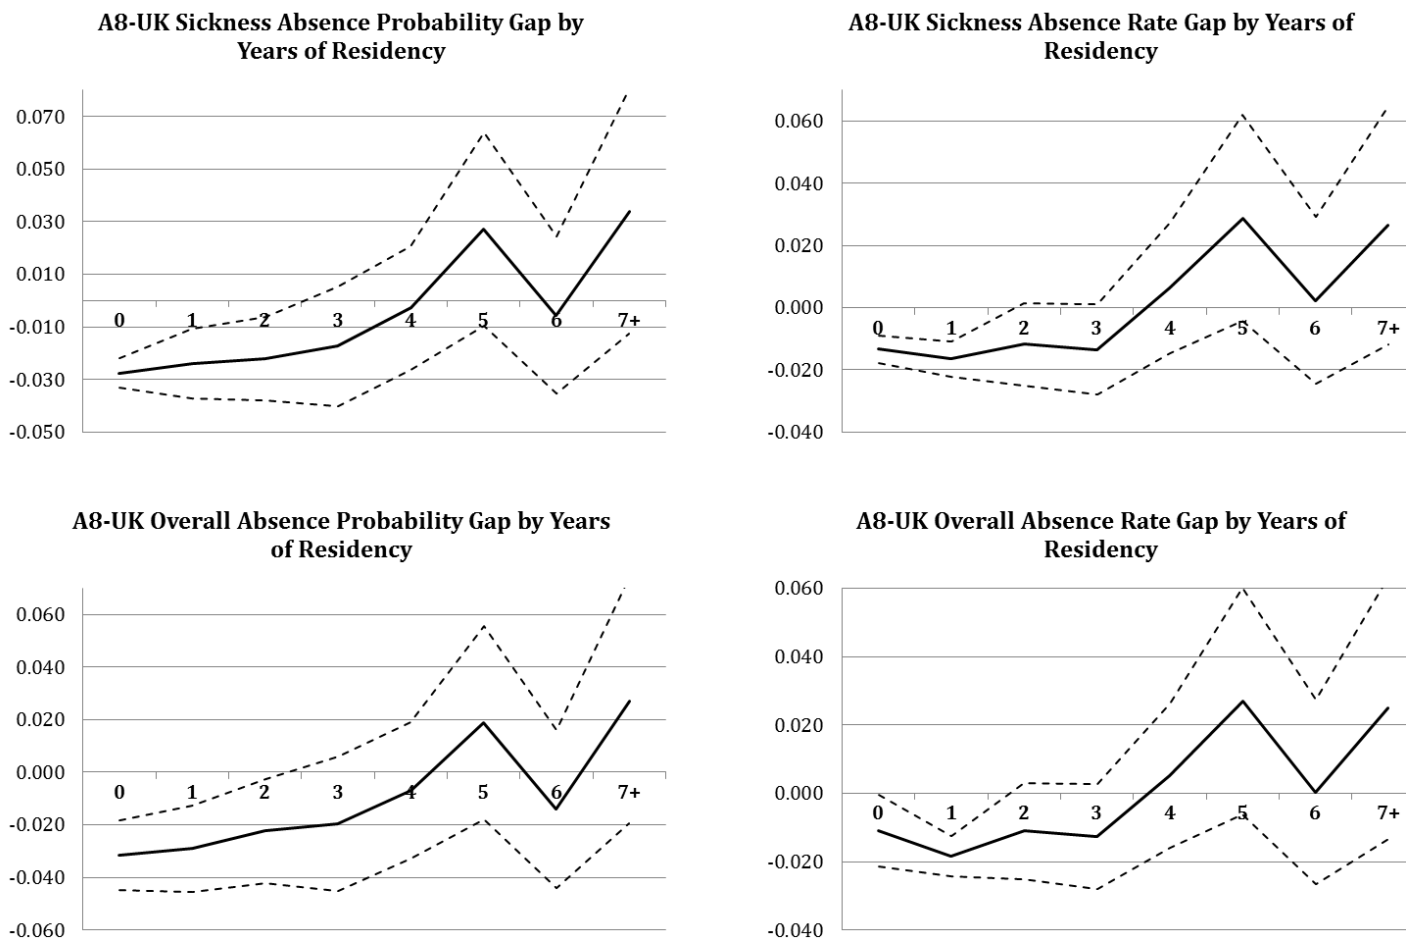 A8-UK Sickness Absence Probability Gap by
Years of Residency
0.070
0.050
0.030
0.010
-0.010
-0.030
-0.050
0 1 2 3 4 5 6 7+
A8-UK Sickness Absence Rate Gap by Years of
Residency
0.060
0.040
0.020
0.000
-0.020
-0.040
0 1 2 3 4 5 6 7+
A8-UK Overall Absence Probability Gap by Years
of Residency
0.060
0.040
0.020
0.000
-0.020
-0.040
-0.060
0 1 2 3 4 5 6 7+
A8-UK Overall Absence Rate Gap by Years of
Residency
0.060
0.040
0.020
0.000
-0.020
-0.040
0 1 2 3 4 5 6 7+